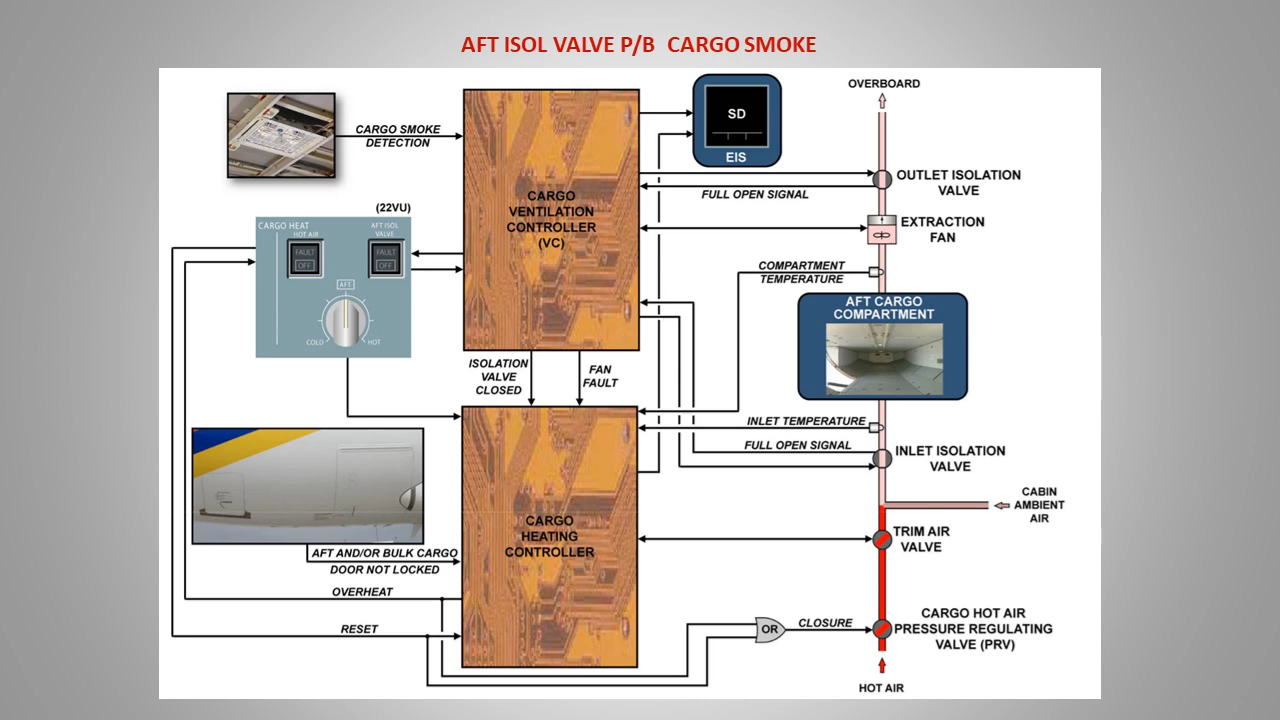 AFT ISOL VALVE P/B  CARGO SMOKE
OVERBOARD
CARGO SMOKE
DETECTION
SD
EIS
OUTLET ISOLATION
VALVE
FULL OPEN SIGNAL
CARGO
VENTILATION
CONTROLLER
(VC)
(22VU)
CARGO HEAT
HOT AIR
AFT ISOL
VALVE
FAULT
OFF
FAULT
OFF
AFT
COLD
HOT
EXTRACTION
FAN
COMPARTMENT
TEMPERATURE
AFT CARGO
COMPARTMENT
ISOLATION
VALVE
CLOSED
FAN
FAULT
INLET TEMPERATURE
FULL OPEN SIGNAL
INLET ISOLATION
VALVE
CABIN
AMBIENT
AIR
CARGO
HEATING
CONTROLLER
TRIM AIR
VALVE
AFT AND/OR BULK CARGO
DOOR NOT LOCKED
OVERHEAT
RESET
OR
CLOSURE
CARGO HOT AIR
PRESSURE REGULATING
VALVE (PRV)
HOT AIR